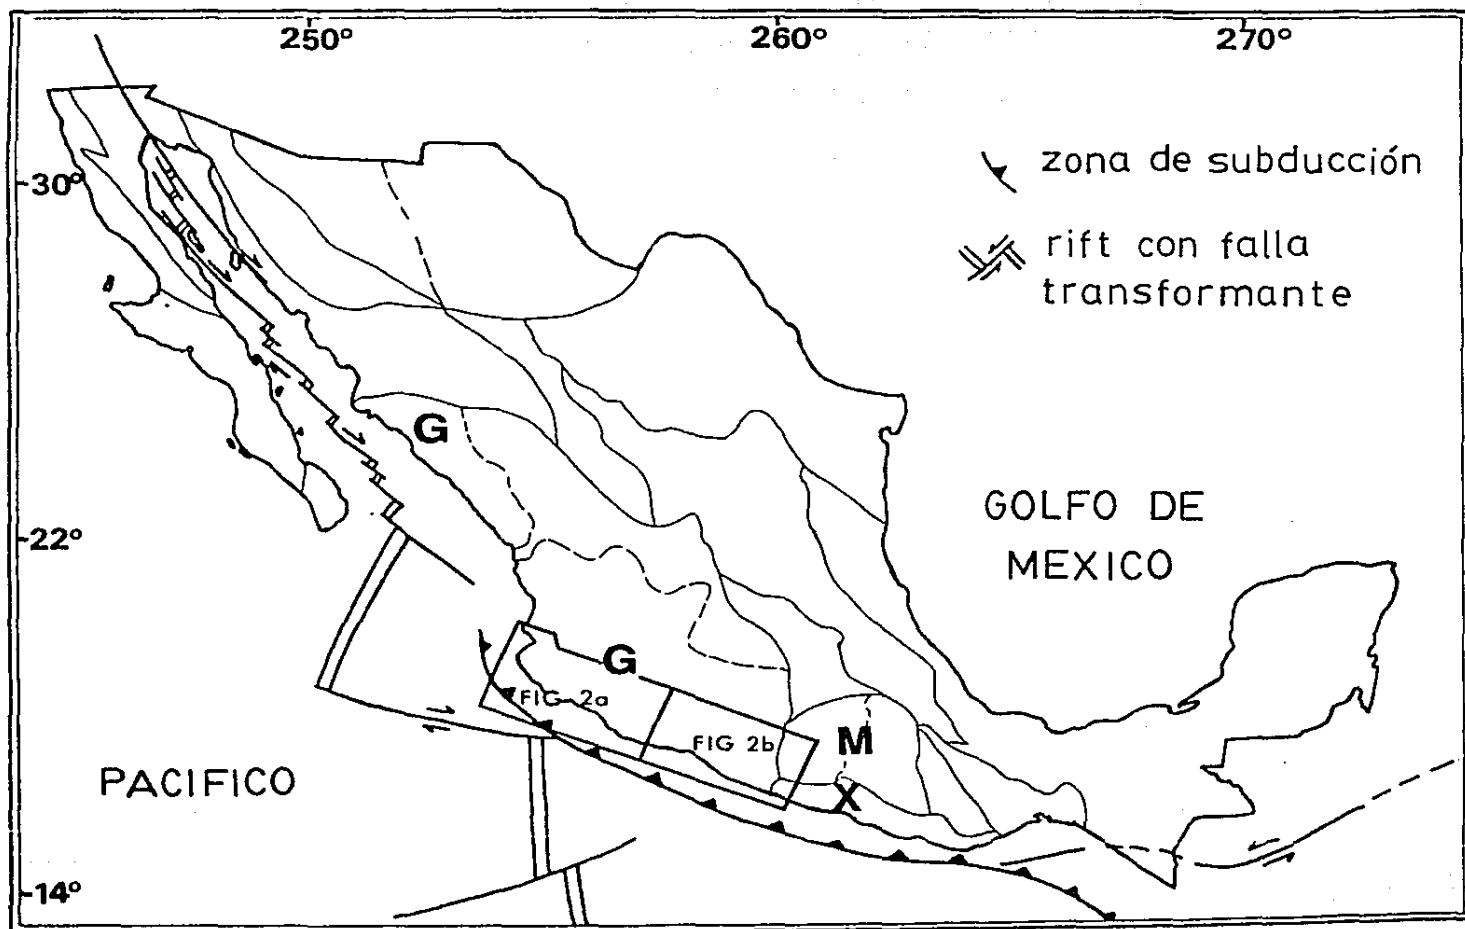 250° 260° 270°
30°
zona de subducción
rift con falla
transformante
G
22°
GOLFO DE
MEXICO
G
FIG-2a
FIG 2b
M
PACIFICO
X
14°